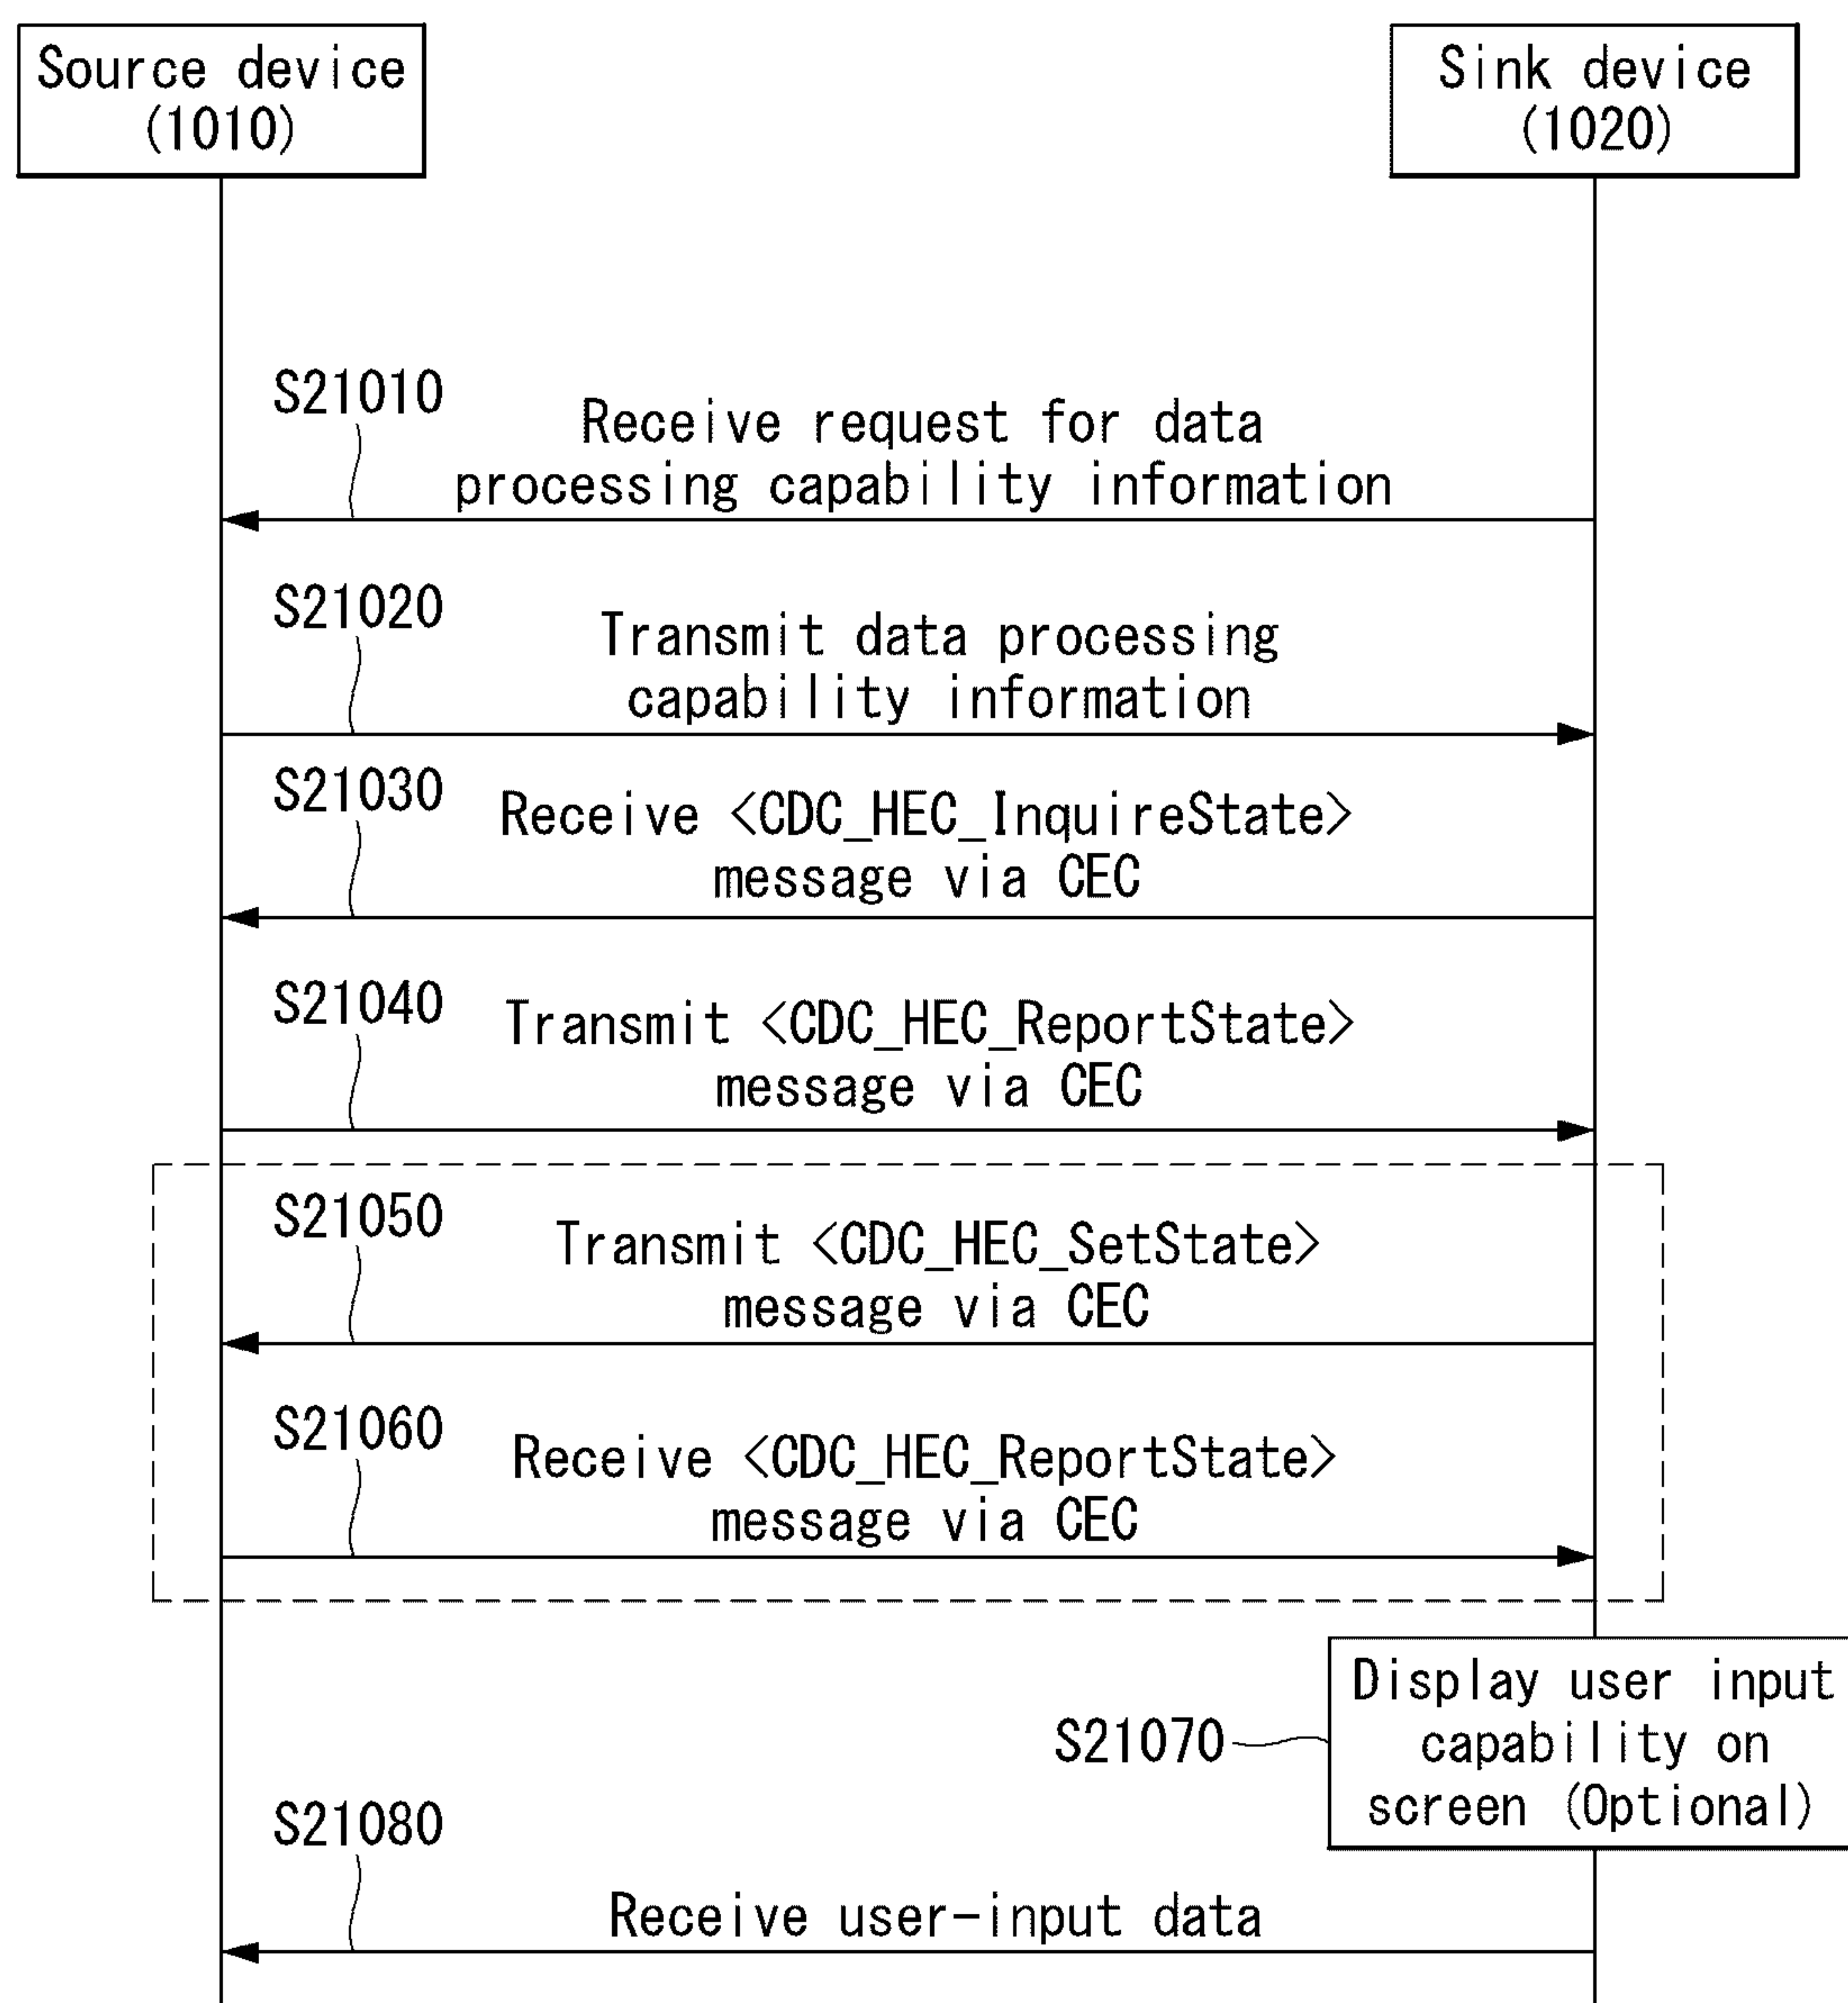 Source device
(1010)
Sink device
(1020)
S21010
Receive request for data
processing capability information
S21020
Transmit data processing
capability information
S21030
Receive <CDC_HEC_InquireState>
message via CEC
S21040
Transmit <CDC_HEC_ReportState>
message via CEC
S21050
Transmit <CDC_HEC_SetState>
message via CEC
S21060
Receive <CDC_HEC_ReportState>
message via CEC
S21070
Display user input
capability on
screen (Optional)
S21080
Receive user-input data